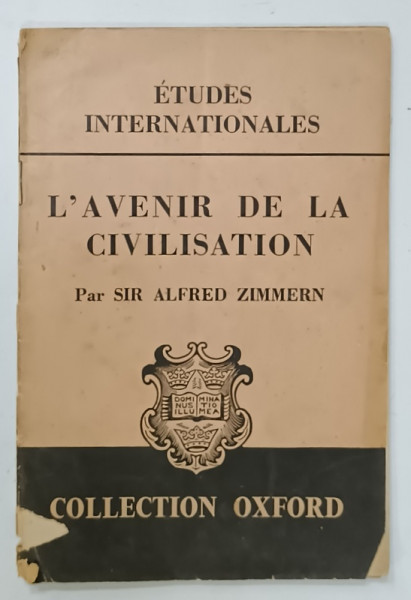 ÉTUDES
INTERNATIONALES
L'AVENIR DE LA
CIVILISATION
Par SIR ALFRED ZIMMERN
DOMI MINA
NUS TIO
ILLU MEA
COLLECTION OXFORD